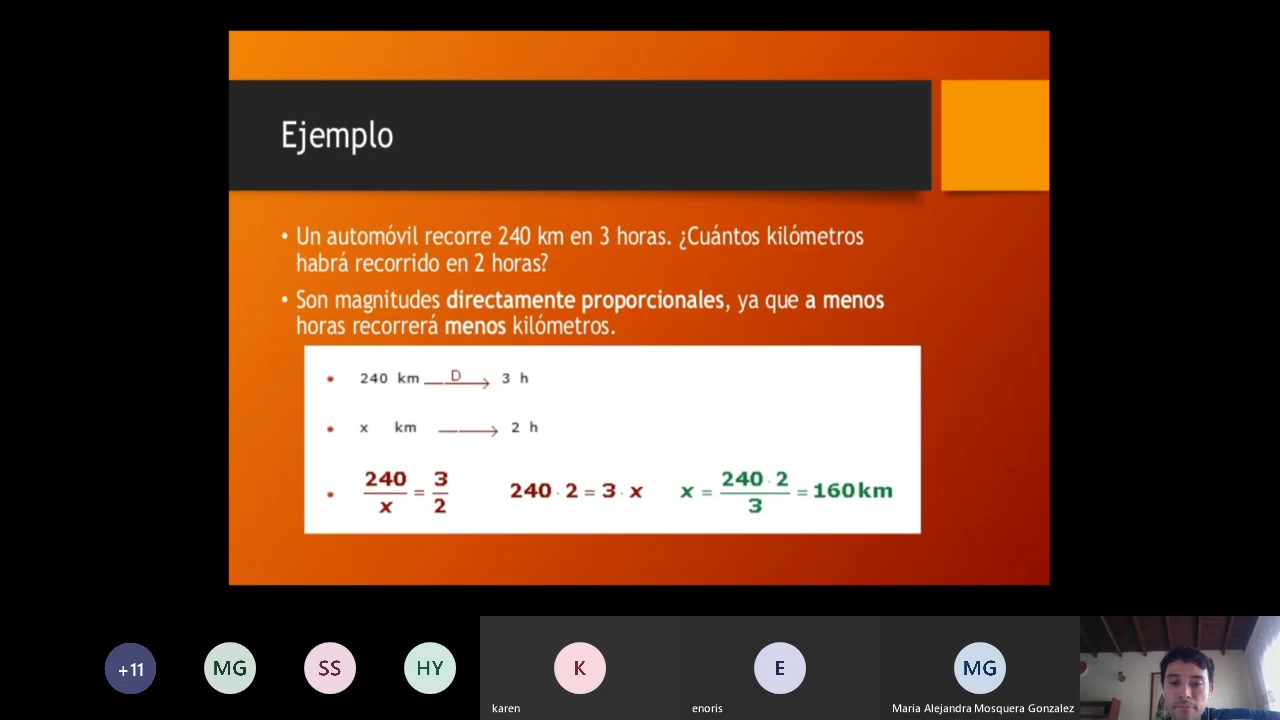 Ejemplo
• Un automóvil recorre 240 km en 3 horas. ¿Cuántos kilómetros
habrá recorrido en 2 horas?
• Son magnitudes directamente proporcionales, ya que a menos
horas recorrerá menos kilómetros.
• 240 km D → 3 h
• x km → 2 h
• 240/x = 3/2 240 · 2 = 3 · x x = 240 · 2/3 = 160 km
+11 MG SS HY K E MG
karen enoris Maria Alejandra Mosquera Gonzalez